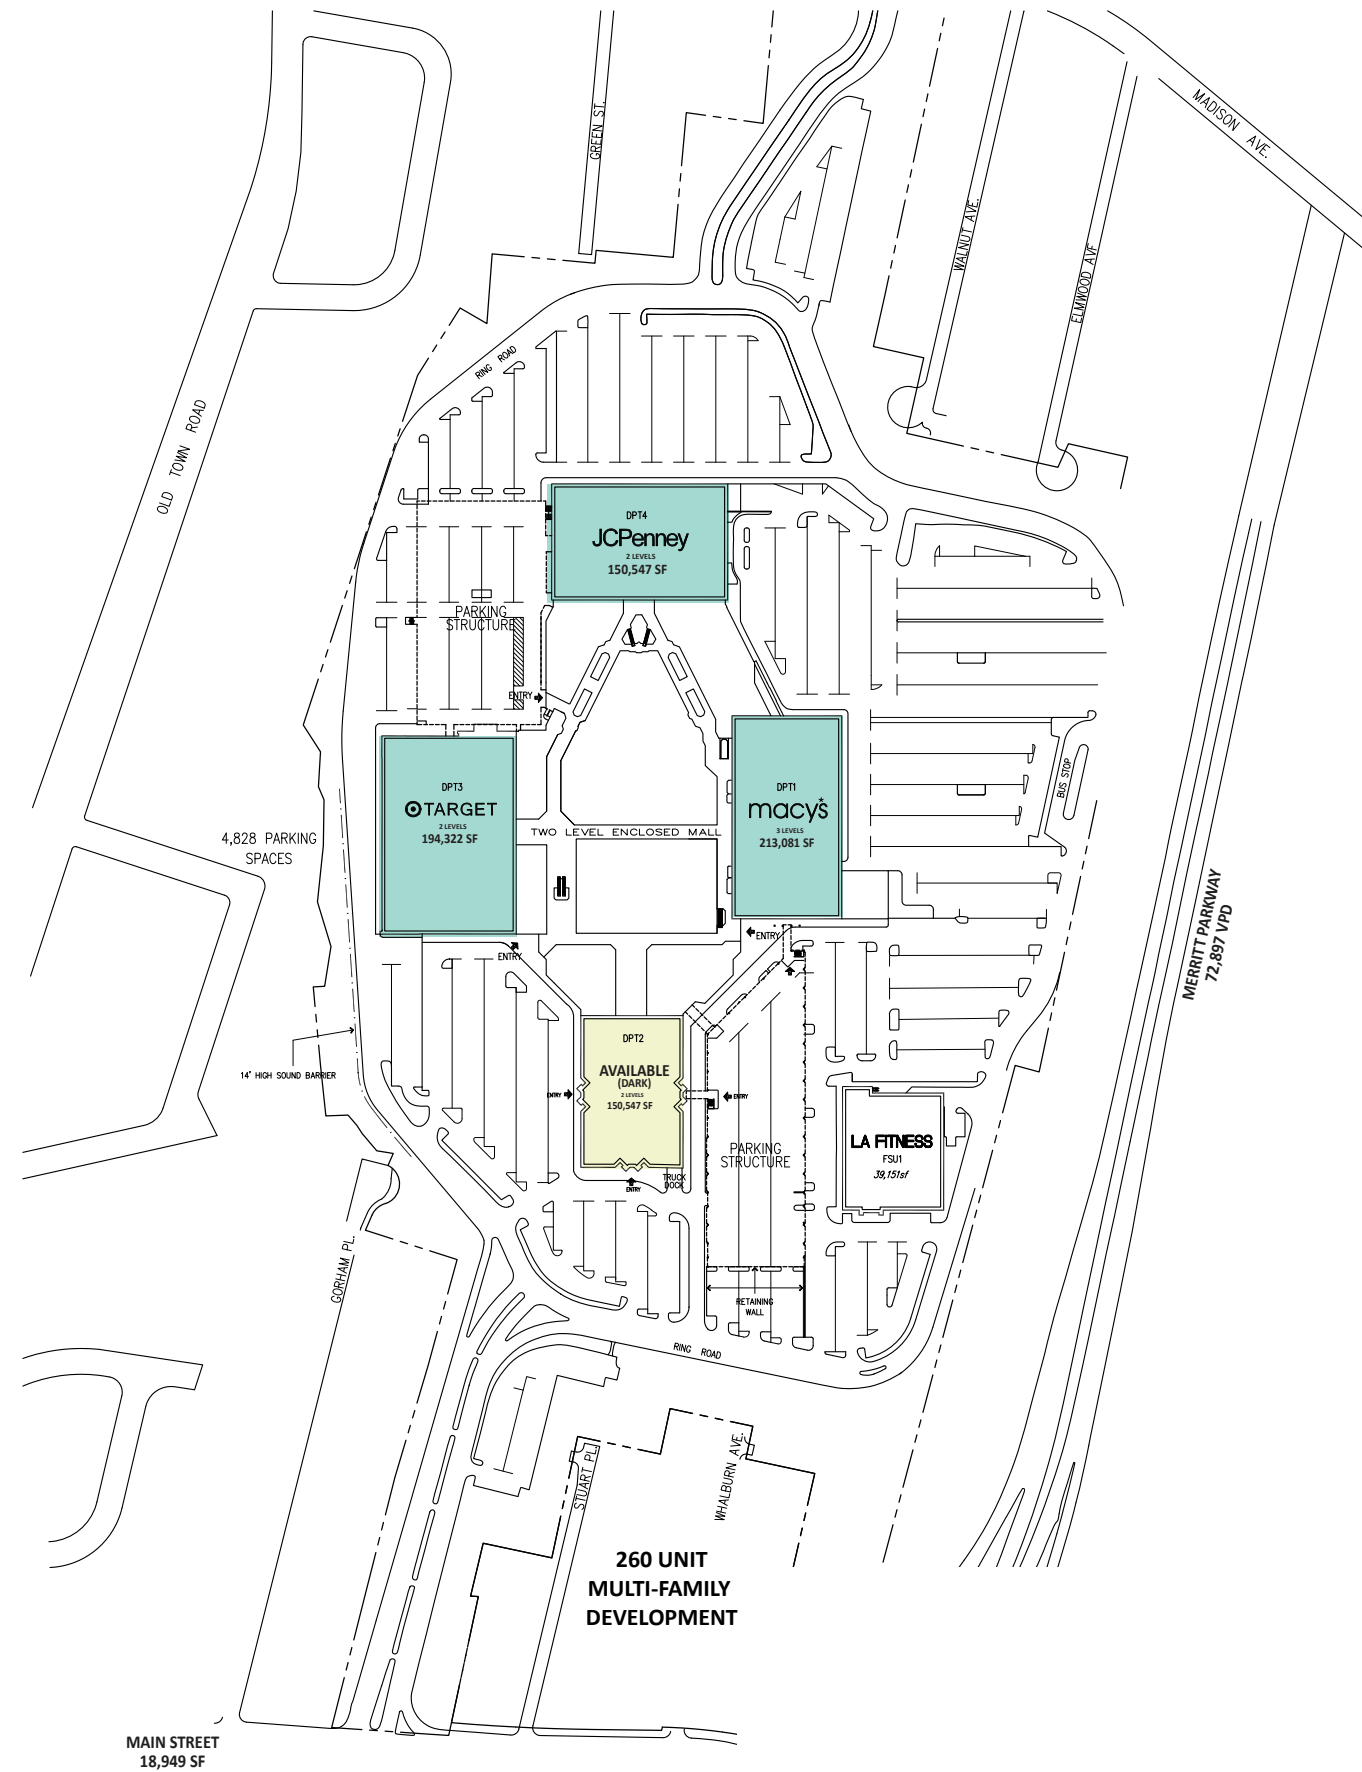 MADISON AVE.
GREEN ST.
WALNUT AVE.
ELMWOOD AVE
RING ROAD
OLD TOWN ROAD
DPT4
JCPenney
2 LEVELS
150,547 SF
PARKING
STRUCTURE
ENTRY
DPT3
TARGET
2 LEVELS
194,322 SF
DPT1
macy's
3 LEVELS
213,081 SF
BUS STOP
TWO LEVEL ENCLOSED MALL
4,828 PARKING
SPACES
MERRITT PARKWAY
72,897 VPD
ENTRY
ENTRY
14' HIGH SOUND BARRIER
DPT2
AVAILABLE
(DARK)
2 LEVELS
150,547 SF
ENTRY
ENTRY
PARKING
STRUCTURE
LA FITNESS
FSU1
39,151sf
TRUCK
DOCK
ENTRY
GORHAM PL.
RETAINING
WALL
RING ROAD
STUART PL.
WHALBURN AVE.
260 UNIT
MULTI-FAMILY
DEVELOPMENT
MAIN STREET
18,949 SF